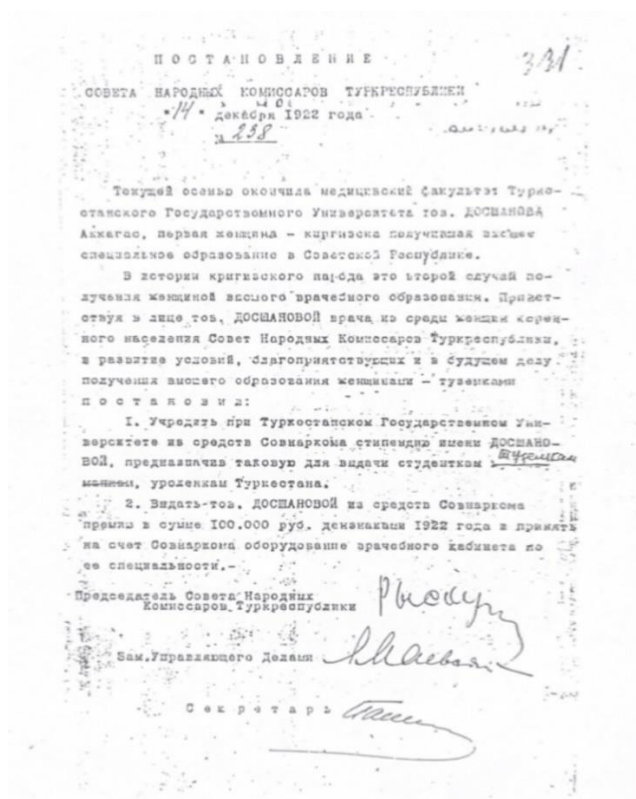 ПОСТАНОВЛЕНИЕ
331
СОВЕТА НАРОДНЫХ КОМИССАРОВ ТУРКРЕСПУБЛИКИ
"14" декабря 1922 года
238
Текущей осенью окончила медицинский факультет Турке-
станского Государственного Университета тов. ДОСШАНОВА
Аккагас, первая женщина – киргизка получившая высшее
специальное образование в Советской Республике.
В истории кригизского народа это второй случай по-
лучения женщиной высшего врачебного образования. Привет-
ствуя в лице тов. ДОСШАНОВОЙ врача из среды женщин корен-
ного населения Совет Народных Комиссаров Туркреспублики,
в развитие условий, благоприятствующих и в будущем делу
получения высшего образования женщинами – туземками
постановил:
1. Учредить при Туркестанском Государственном Уни-
верситете из средств Совнаркома стипендию имени ДОСШАНО-
ВОЙ, предназначив таковую для выдачи студенткам туземкам
уроженкам Туркестана.
2. Выдать тов. ДОСШАНОВОЙ из средств Совнаркома
премию в сумме 100.000 руб. дензнаками 1922 года и принять
на счет Совнаркома оборудование врачебного кабинета по
ее специальности.-
Председатель Совета Народных
Комиссаров Туркреспублики
Зам.Управляющего Делами
Секретарь